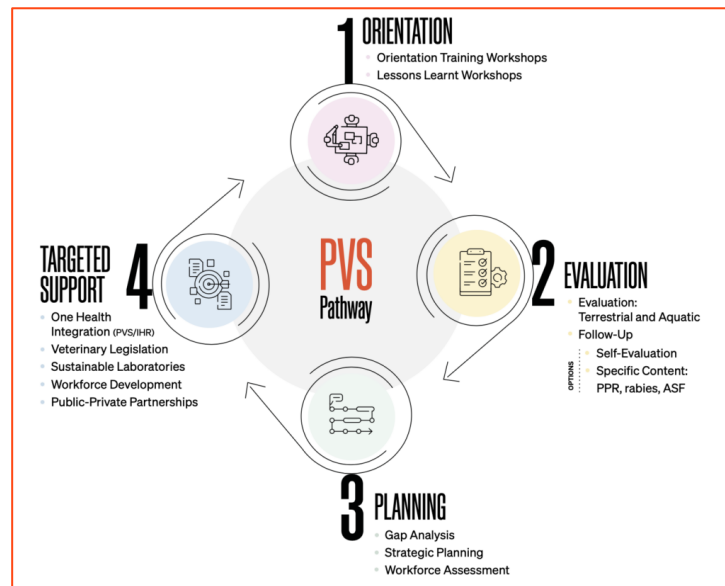 1 ORIENTATION
Orientation Training Workshops
Lessons Learnt Workshops
PVS
Pathway
2 EVALUATION
Evaluation:
Terrestrial and Aquatic
Follow-Up
OPTIONS
Self-Evaluation
Specific Content:
PPR, rabies, ASF
3 PLANNING
Gap Analysis
Strategic Planning
Workforce Assessment
TARGETED
SUPPORT 4
One Health
Integration (PVS/IHR)
Veterinary Legislation
Sustainable Laboratories
Workforce Development
Public-Private Partnerships